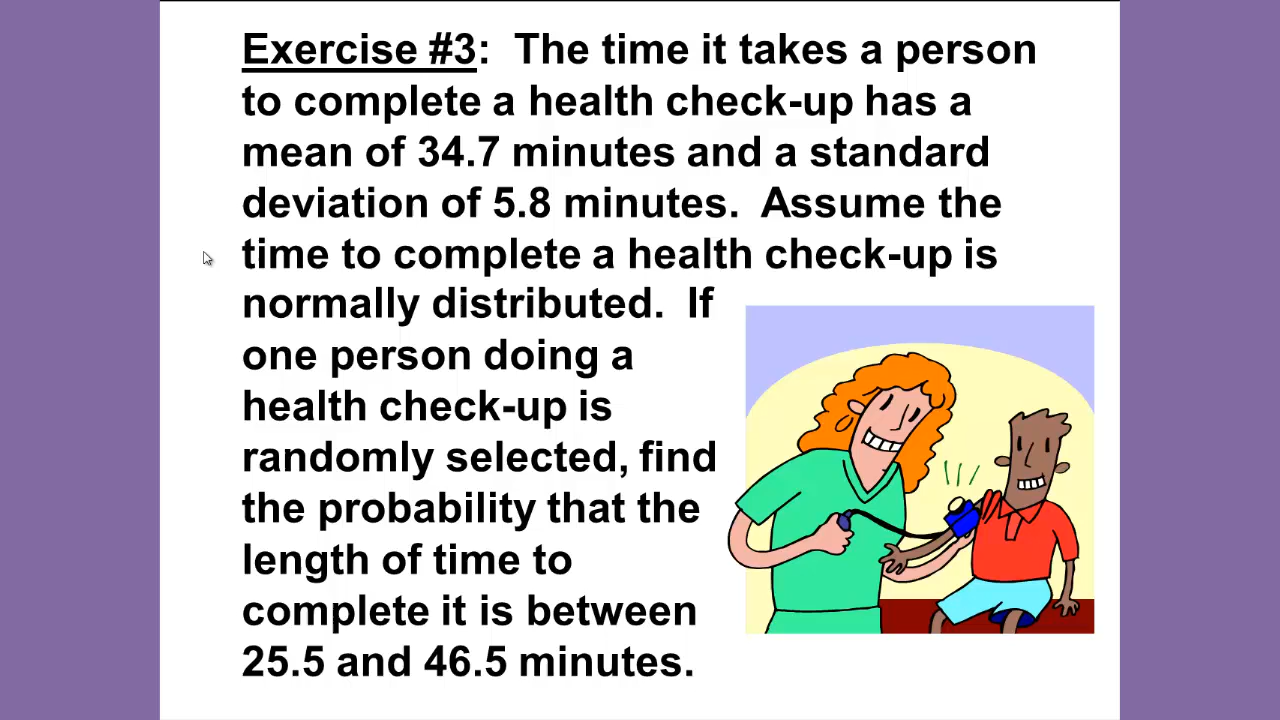 Exercise #3:  The time it takes a person
to complete a health check-up has a
mean of 34.7 minutes and a standard
deviation of 5.8 minutes.  Assume the
time to complete a health check-up is
normally distributed.  If
one person doing a
health check-up is
randomly selected, find
the probability that the
length of time to
complete it is between
25.5 and 46.5 minutes.